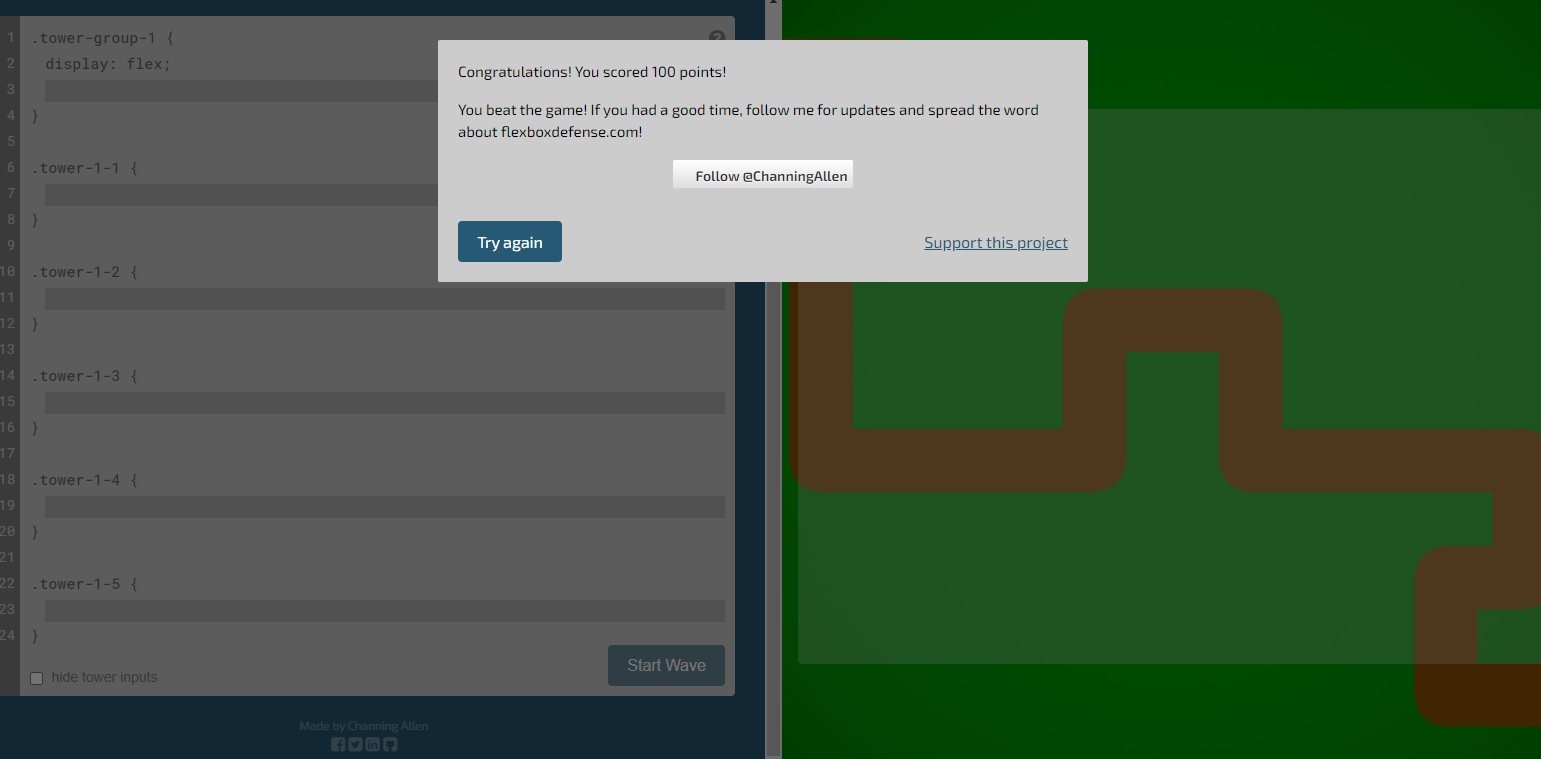 1 .tower-group-1 {
2 display: flex;
3
4 }
5
6 .tower-1-1 {
7
8 }
9
10 .tower-1-2 {
11
12 }
13
14 .tower-1-3 {
15
16 }
17
18 .tower-1-4 {
19
20 }
21
22 .tower-1-5 {
23
24 }
hide tower inputs
Start Wave
Made by Channing Allen
Congratulations! You scored 100 points!
You beat the game! If you had a good time, follow me for updates and spread the word
about flexboxdefense.com!
Follow @ChanningAllen
Try again
Support this project